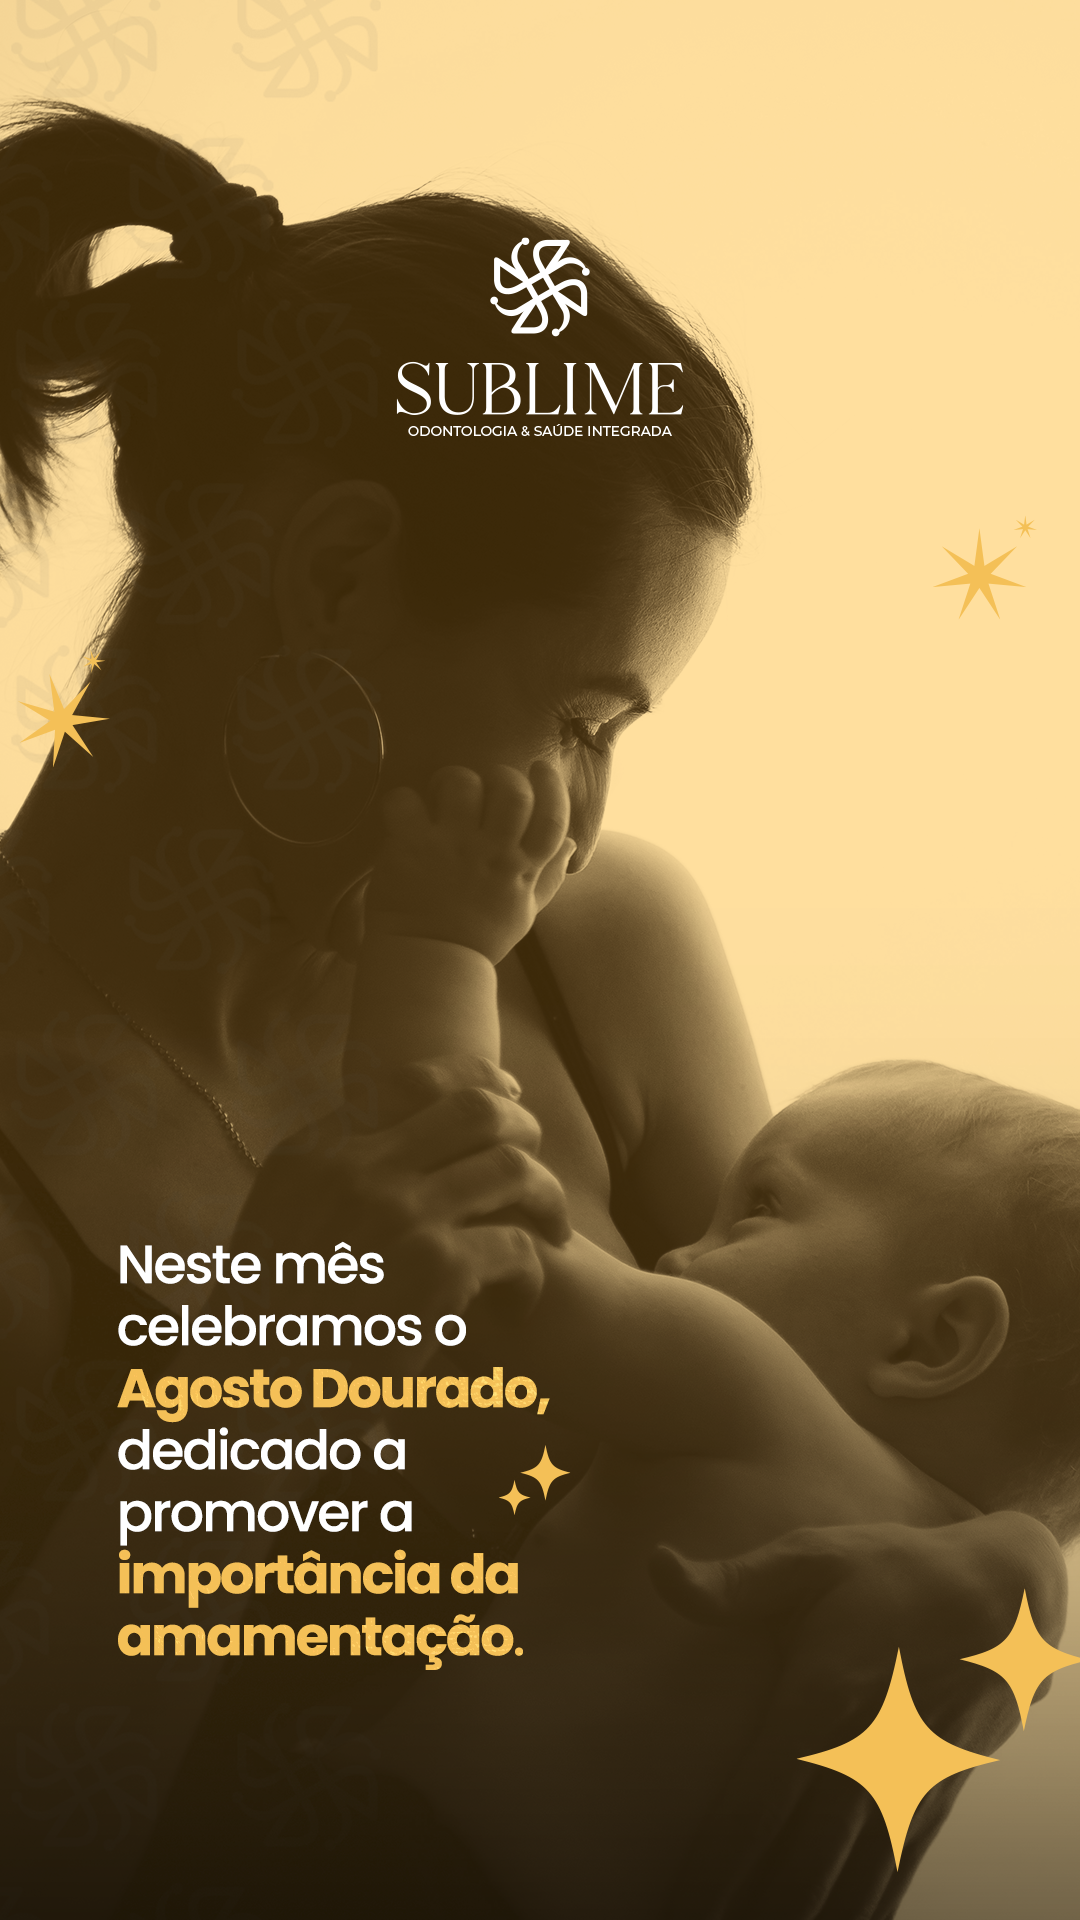 SUBLIME
ODONTOLOGIA & SAÚDE INTEGRADA
Neste mês
celebramos o
Agosto Dourado,
dedicado a
promover a
importância da
amamentação.